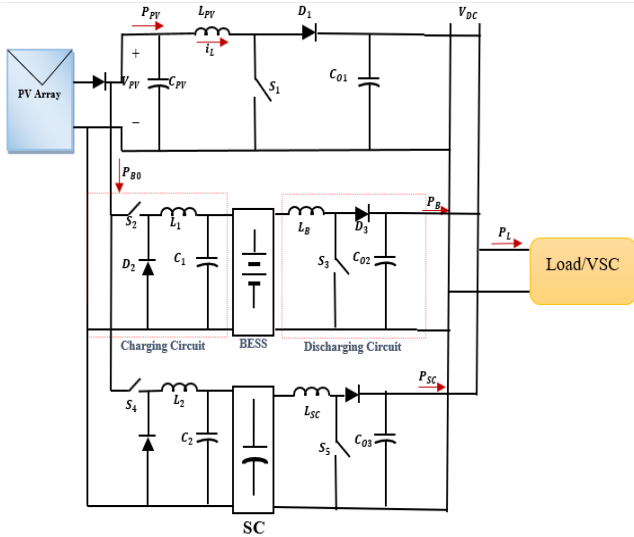 P_PV L_PV D_1 V_DC
i_L
+
PV Array V_PV C_PV S_1 C_O1
−
P_B0
P_B
S_2 L_1 L_B D_3
P_L
D_2 C_1 S_3 C_O2
Load/VSC
Charging Circuit BESS Discharging Circuit
P_SC
S_4 L_2 L_SC
C_2 S_5 C_O3
SC